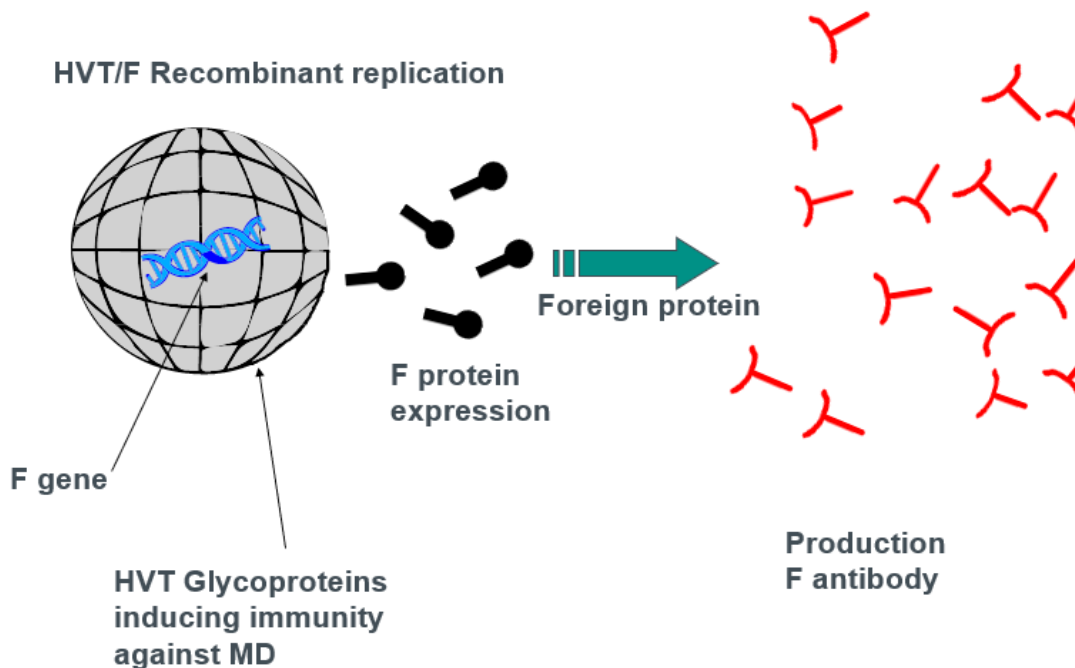 HVT/F Recombinant replication
Foreign protein
F protein
expression
F gene
HVT Glycoproteins
inducing immunity
against MD
Production
F antibody